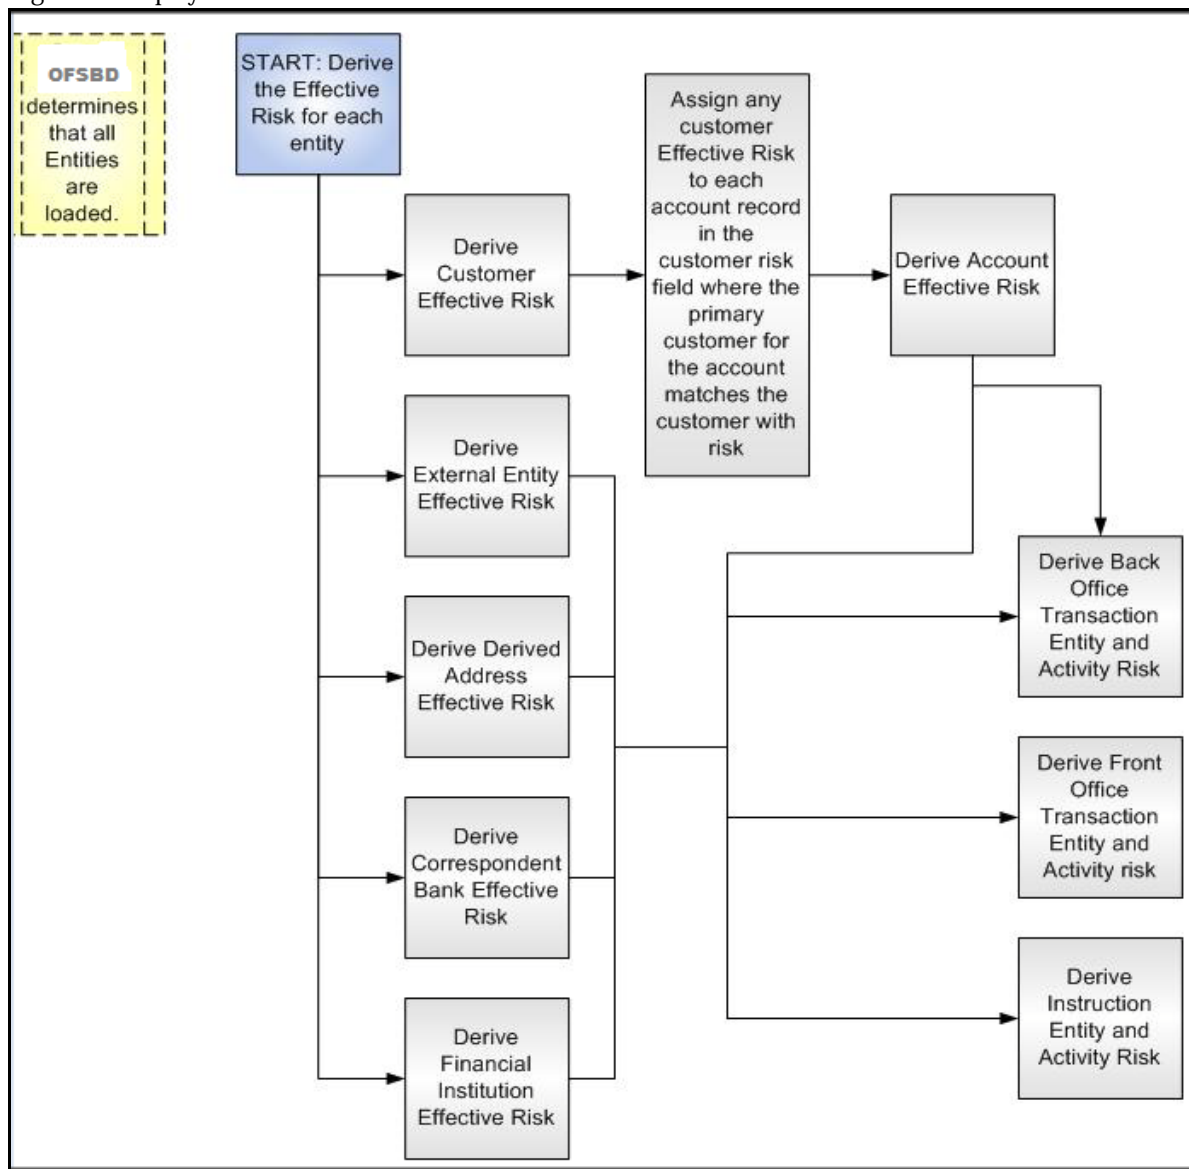 OFSBD
determines
that all
Entities
are
loaded.
START: Derive
the Effective
Risk for each
entity
Derive
Customer
Effective Risk
Assign any
customer
Effective Risk
to each
account record
in the
customer risk
field where the
primary
customer for
the account
matches the
customer with
risk
Derive Account
Effective Risk
Derive
External Entity
Effective Risk
Derive Derived
Address
Effective Risk
Derive
Correspondent
Bank Effective
Risk
Derive
Financial
Institution
Effective Risk
Derive Back
Office
Transaction
Entity and
Activity Risk
Derive Front
Office
Transaction
Entity and
Activity risk
Derive
Instruction
Entity and
Activity Risk